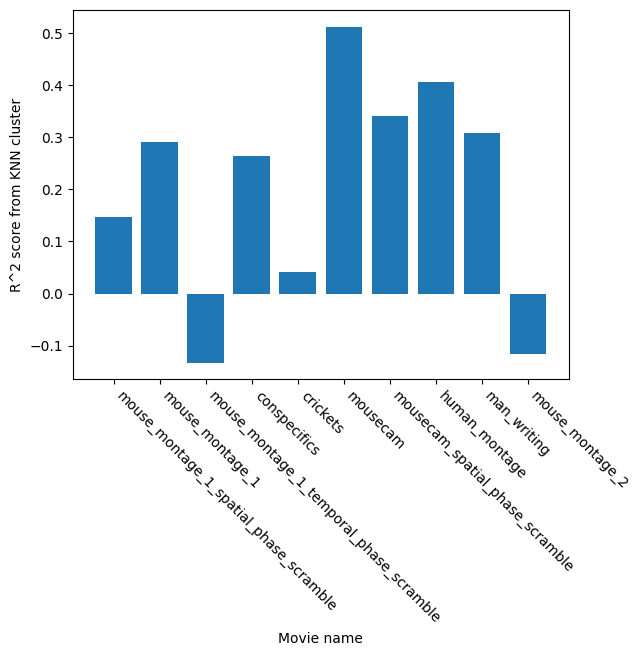 R^2 score from KNN cluster
0.5
0.4
0.3
0.2
0.1
0.0
−0.1
mouse_montage_1_spatial_phase_scramble
mouse_montage_1
mouse_montage_1_temporal_phase_scramble
conspecifics
crickets
mousecam
mousecam_spatial_phase_scramble
human_montage
man_writing
mouse_montage_2
Movie name